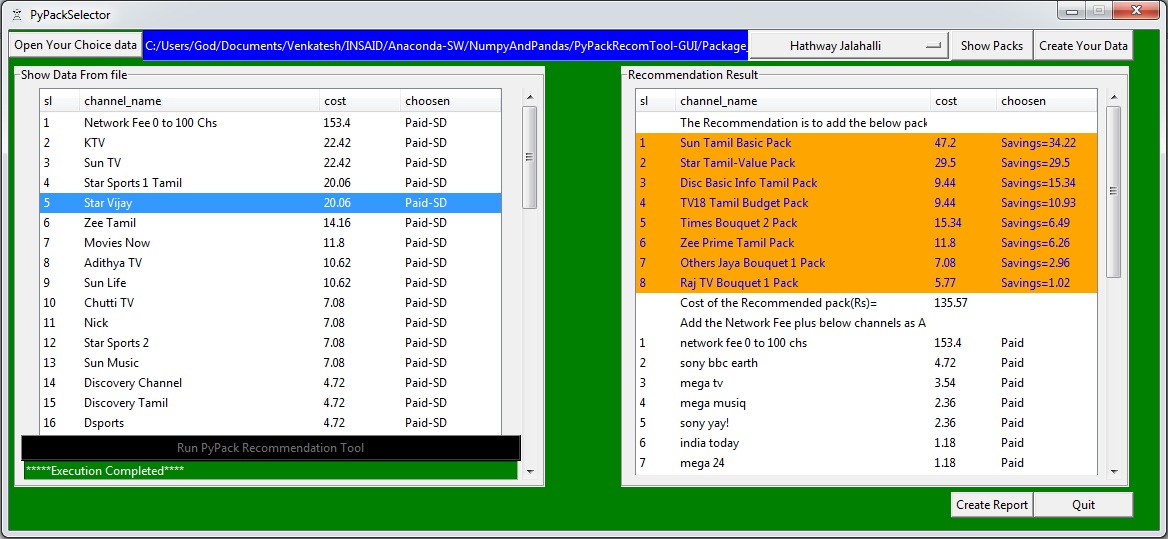 PyPackSelector
Open Your Choice data C:/Users/God/Documents/Venkatesh/INSAID/Anaconda-SW/NumpyAndPandas/PyPackRecomTool-GUI/Package_ Hathway Jalahalli Show Packs Create Your Data
Show Data From file
sl channel_name cost choosen
1 Network Fee 0 to 100 Chs 153.4 Paid-SD
2 KTV 22.42 Paid-SD
3 Sun TV 22.42 Paid-SD
4 Star Sports 1 Tamil 20.06 Paid-SD
5 Star Vijay 20.06 Paid-SD
6 Zee Tamil 14.16 Paid-SD
7 Movies Now 11.8 Paid-SD
8 Adithya TV 10.62 Paid-SD
9 Sun Life 10.62 Paid-SD
10 Chutti TV 7.08 Paid-SD
11 Nick 7.08 Paid-SD
12 Star Sports 2 7.08 Paid-SD
13 Sun Music 7.08 Paid-SD
14 Discovery Channel 4.72 Paid-SD
15 Discovery Tamil 4.72 Paid-SD
16 Dsports 4.72 Paid-SD
Run PyPack Recommendation Tool
*****Execution Completed****
Recommendation Result
sl channel_name cost choosen
The Recommendation is to add the below pack
1 Sun Tamil Basic Pack 47.2 Savings=34.22
2 Star Tamil-Value Pack 29.5 Savings=29.5
3 Disc Basic Info Tamil Pack 9.44 Savings=15.34
4 TV18 Tamil Budget Pack 9.44 Savings=10.93
5 Times Bouquet 2 Pack 15.34 Savings=6.49
6 Zee Prime Tamil Pack 11.8 Savings=6.26
7 Others Jaya Bouquet 1 Pack 7.08 Savings=2.96
8 Raj TV Bouquet 1 Pack 5.77 Savings=1.02
Cost of the Recommended pack(Rs)= 135.57
Add the Network Fee plus below channels as A
1 network fee 0 to 100 chs 153.4 Paid
2 sony bbc earth 4.72 Paid
3 mega tv 3.54 Paid
4 mega musiq 2.36 Paid
5 sony yay! 2.36 Paid
6 india today 1.18 Paid
7 mega 24 1.18 Paid
Create Report Quit